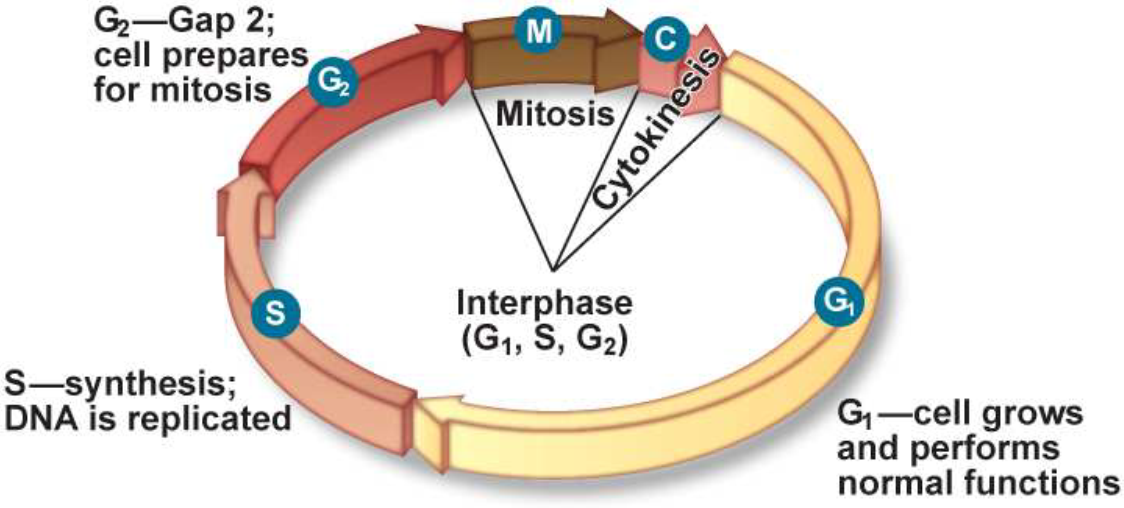 G₂—Gap 2;
cell prepares
for mitosis
G₂
M
C
Mitosis
Cytokinesis
Interphase
(G₁, S, G₂)
S
G₁
S—synthesis;
DNA is replicated
G₁—cell grows
and performs
normal functions